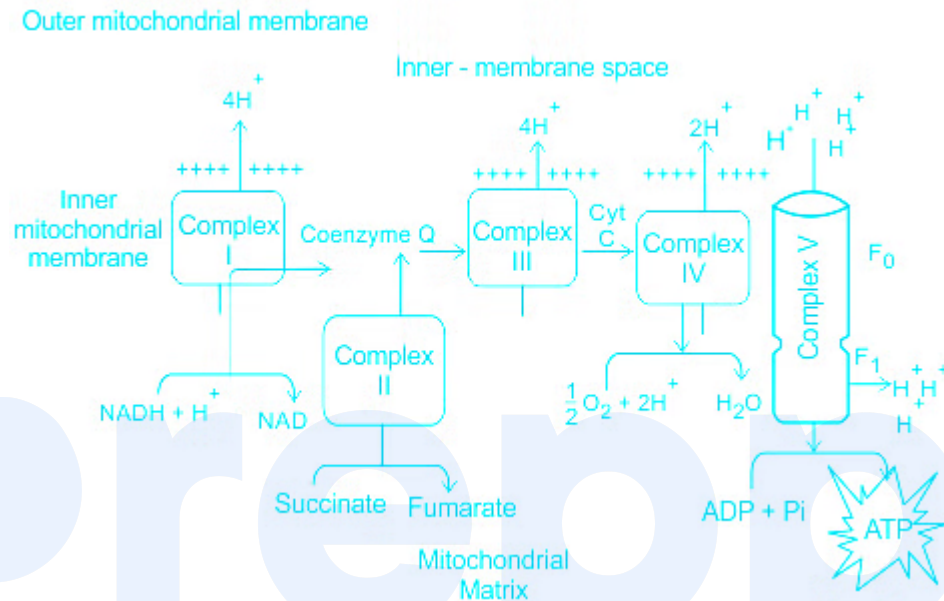 Outer mitochondrial membrane
Inner - membrane space
4H+
4H+
2H+
H+
H+
H+
H+
++++ ++++
++++ ++++
++++ ++++
Inner
mitochondrial
membrane
Complex
I
Coenzyme Q
Complex
III
Cyt
C
Complex
IV
Complex V
F0
F1
Complex
II
NADH + H+
NAD
1/2 O2 + 2H+
H2O
H+ H+
H+
Succinate
Fumarate
ADP + Pi
ATP
Mitochondrial
Matrix
prepp